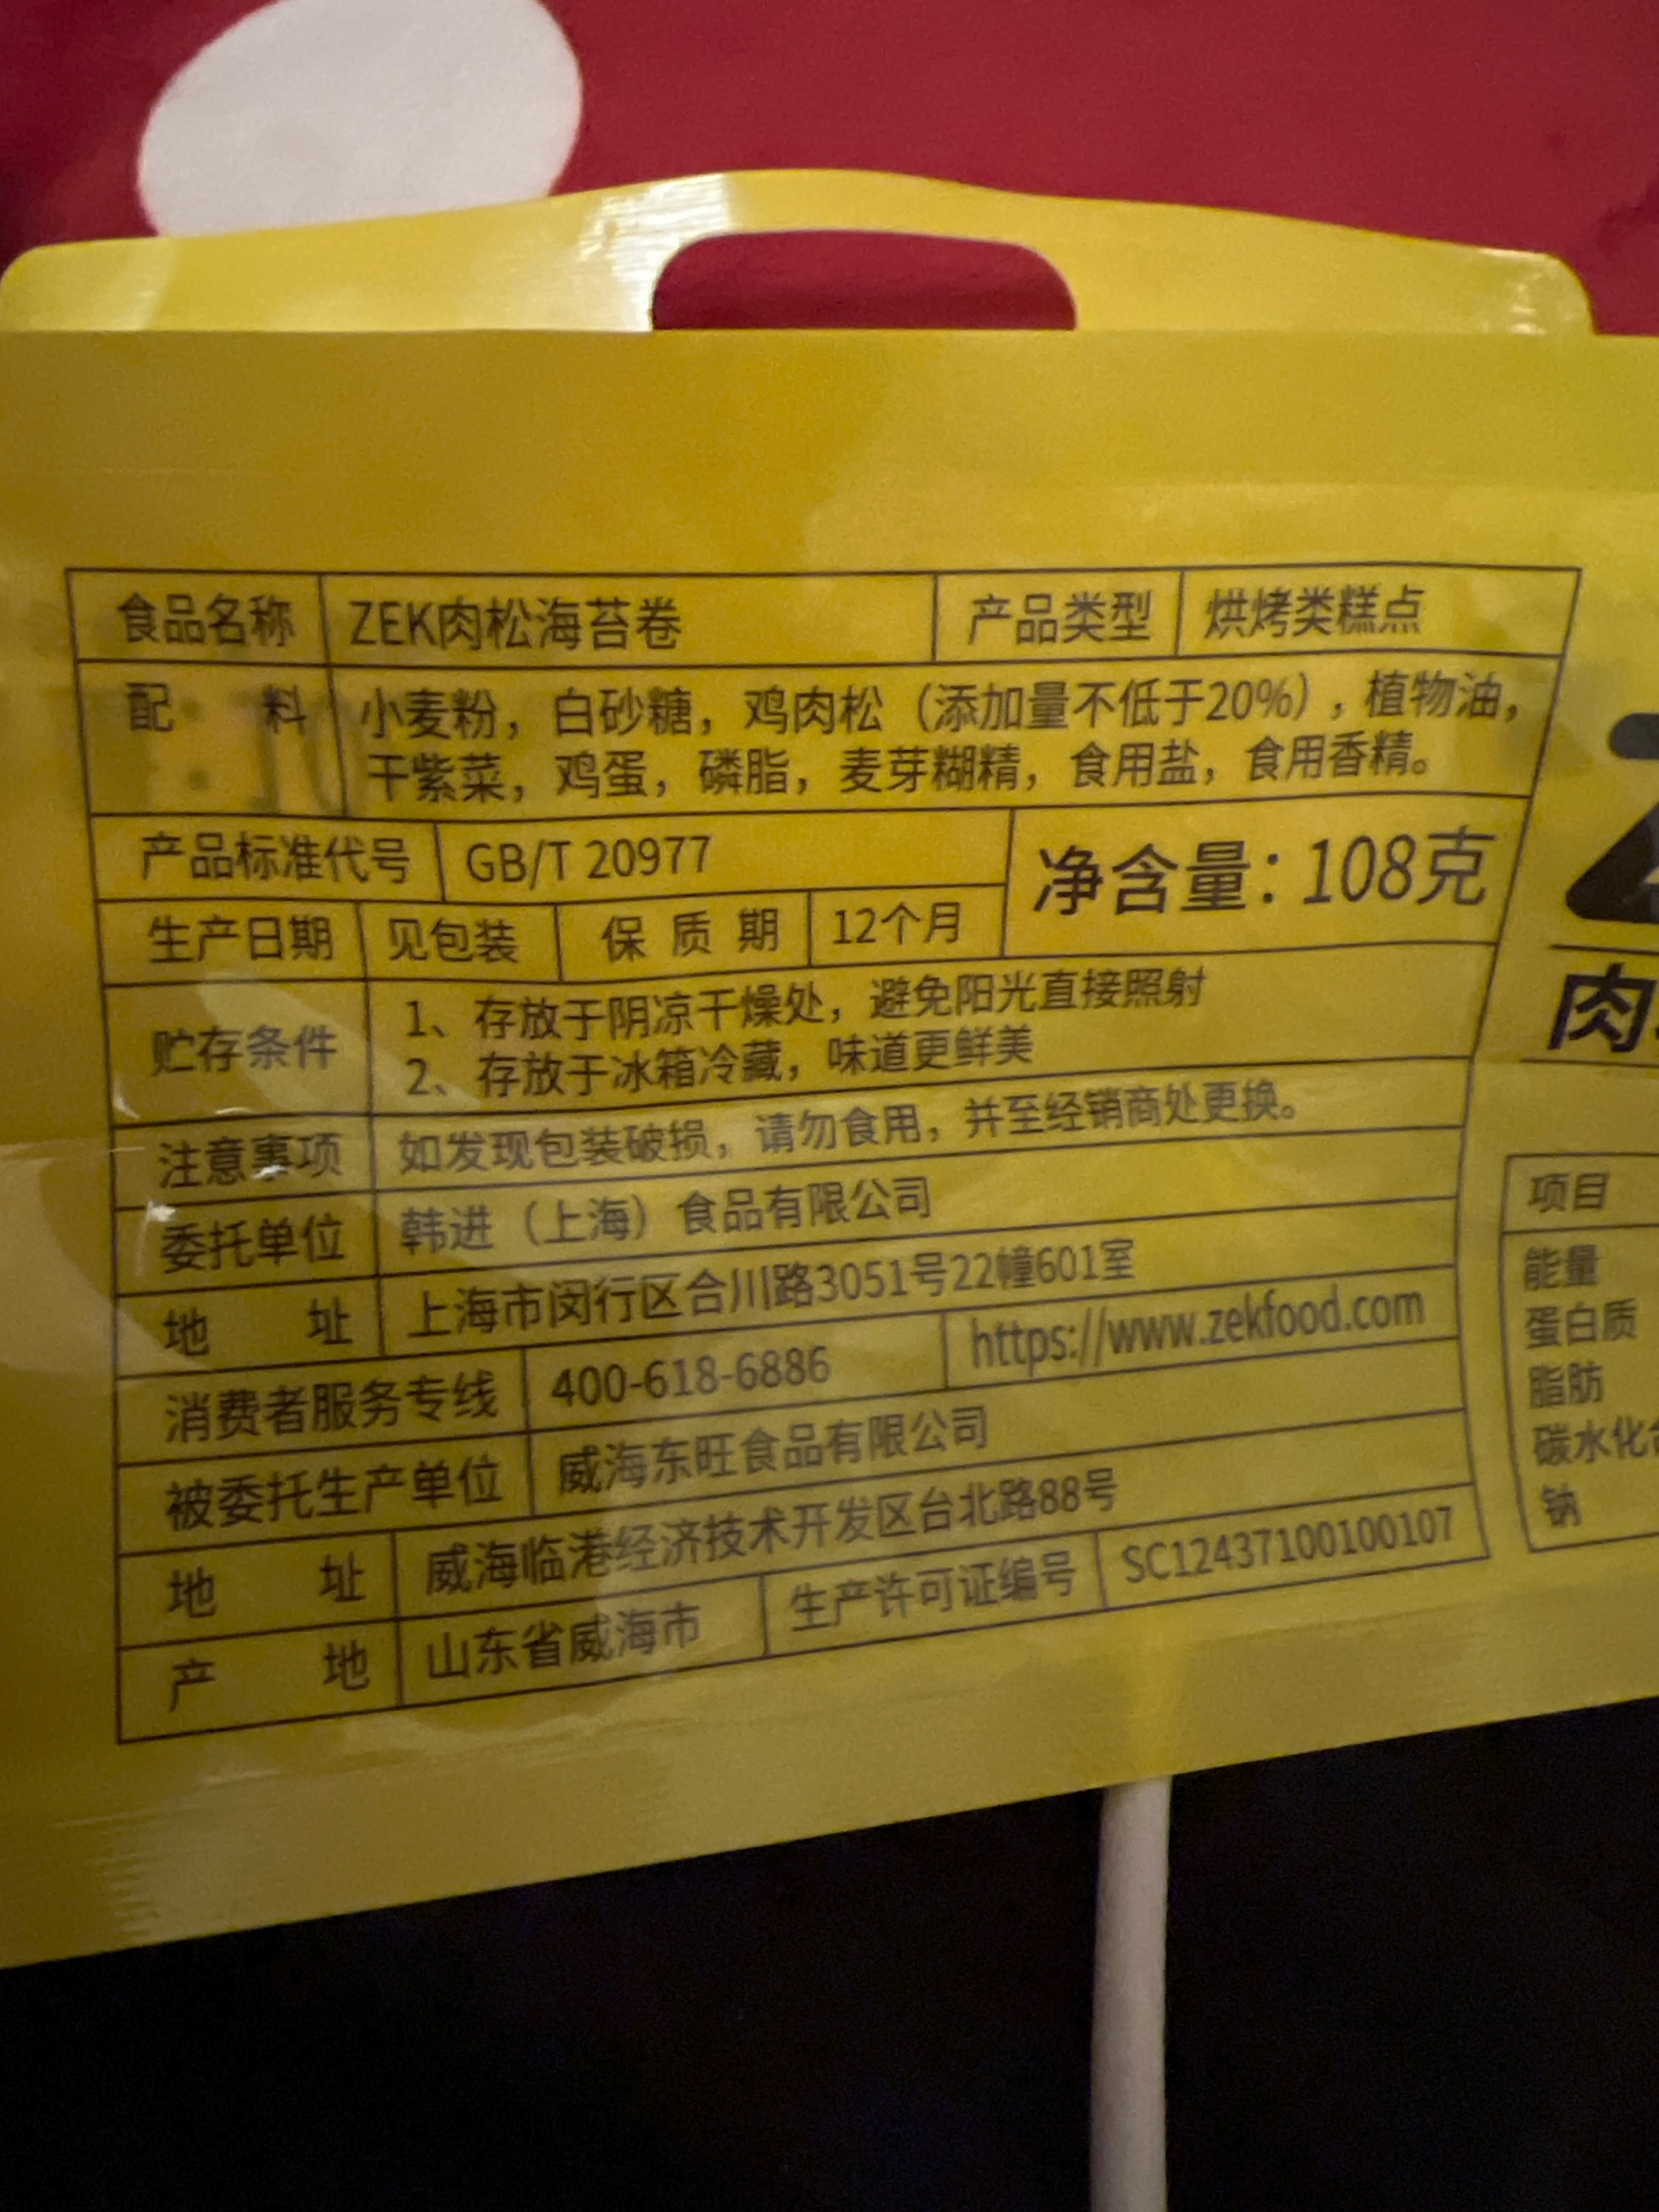 食品名称 ZEK肉松海苔卷 产品类型 烘烤类糕点
配 料 小麦粉，白砂糖，鸡肉松（添加量不低于20%），植物油，
干紫菜，鸡蛋，磷脂，麦芽糊精，食用盐，食用香精。
产品标准代号 GB/T 20977 净含量：108克
生产日期 见包装 保质期 12个月
贮存条件 1、存放于阴凉干燥处，避免阳光直接照射
2、存放于冰箱冷藏，味道更鲜美
注意事项 如发现包装破损，请勿食用，并至经销商处更换。
委托单位 韩进（上海）食品有限公司
地 址 上海市闵行区合川路3051号22幢601室
消费者服务专线 400-618-6886 https://www.zekfood.com
被委托生产单位 威海东旺食品有限公司
地 址 威海临港经济技术开发区台北路88号
产 地 山东省威海市 生产许可证编号 SC12437100100107
肉
项目
能量
蛋白质
脂肪
碳水化
钠